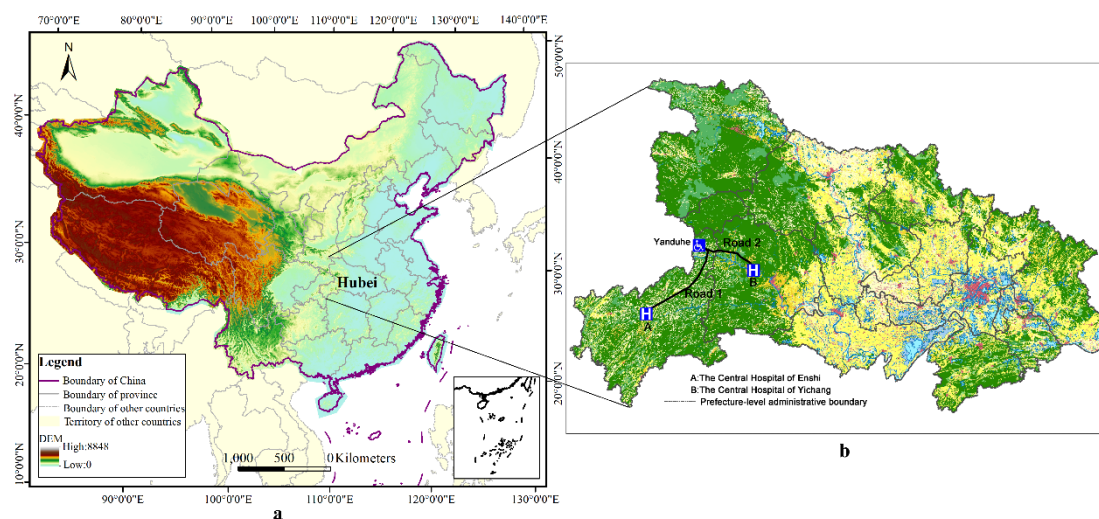 70°0'0"E 80°0'0"E 90°0'0"E 100°0'0"E 110°0'0"E 120°0'0"E 130°0'0"E 140°0'0"E
N
50°0'0"N
40°0'0"N
40°0'0"N
30°0'0"N
30°0'0"N
20°0'0"N
20°0'0"N
10°0'0"N
Hubei
Legend
Boundary of China
Boundary of province
Boundary of other countries
Territory of other countries
DEM
High:8848
Low:0
1,000 500 0 Kilometers
90°0'0"E 100°0'0"E 110°0'0"E 120°0'0"E 130°0'0"E
a
Yanduhe
Road 2
H
B
Road 1
H
A
A:The Central Hospital of Enshi
B:The Central Hospital of Yichang
Prefecture-level administrative boundary
b